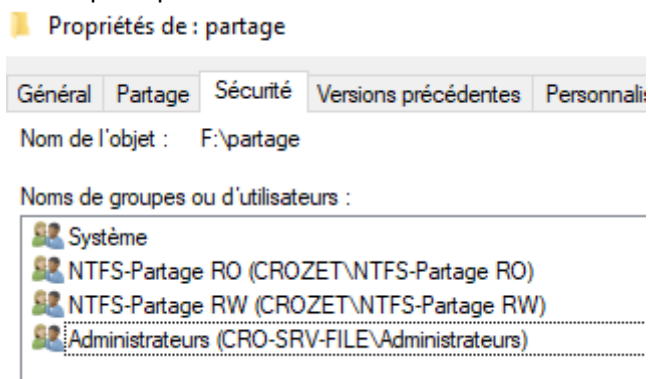 Propriétés de : partage
Général Partage Sécurité Versions précédentes
Nom de l'objet : F:\partage
Noms de groupes ou d'utilisateurs :
Système
NTFS-Partage RO (CROZET\NTFS-Partage RO)
NTFS-Partage RW (CROZET\NTFS-Partage RW)
Administrateurs (CRO-SRV-FILE\Administrateurs)